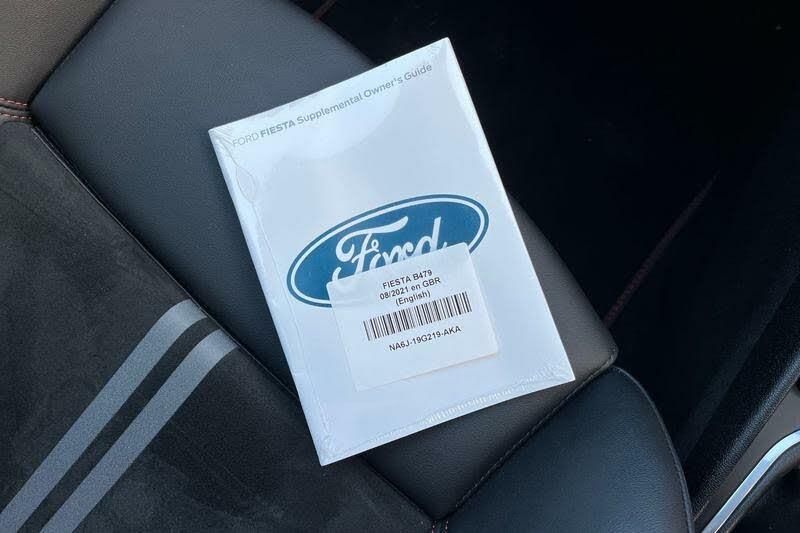 FORD FIESTA Supplemental Owner's Guide
Ford
FIESTA B479
08/2021 en GBR
(English)
NA6J-19G219-AKA